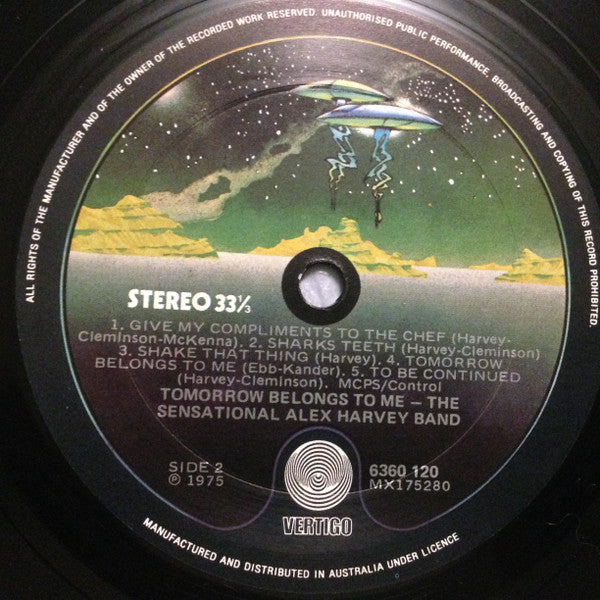 ALL RIGHTS OF THE MANUFACTURER AND OF THE OWNER OF THE RECORDED WORK RESERVED. UNAUTHORISED PUBLIC PERFORMANCE, BROADCASTING AND COPYING OF THIS RECORD PROHIBITED.
STEREO 33⅓
1. GIVE MY COMPLIMENTS TO THE CHEF (Harvey-
Cleminson-McKenna). 2. SHARKS TEETH (Harvey-Cleminson)
3. SHAKE THAT THING (Harvey). 4. TOMORROW
BELONGS TO ME (Ebb-Kander). 5. TO BE CONTINUED
(Harvey-Cleminson). MCPS/Control
TOMORROW BELONGS TO ME – THE
SENSATIONAL ALEX HARVEY BAND
SIDE 2
℗ 1975
6360 120
MX175280
VERTIGO
MANUFACTURED AND DISTRIBUTED IN AUSTRALIA UNDER LICENCE